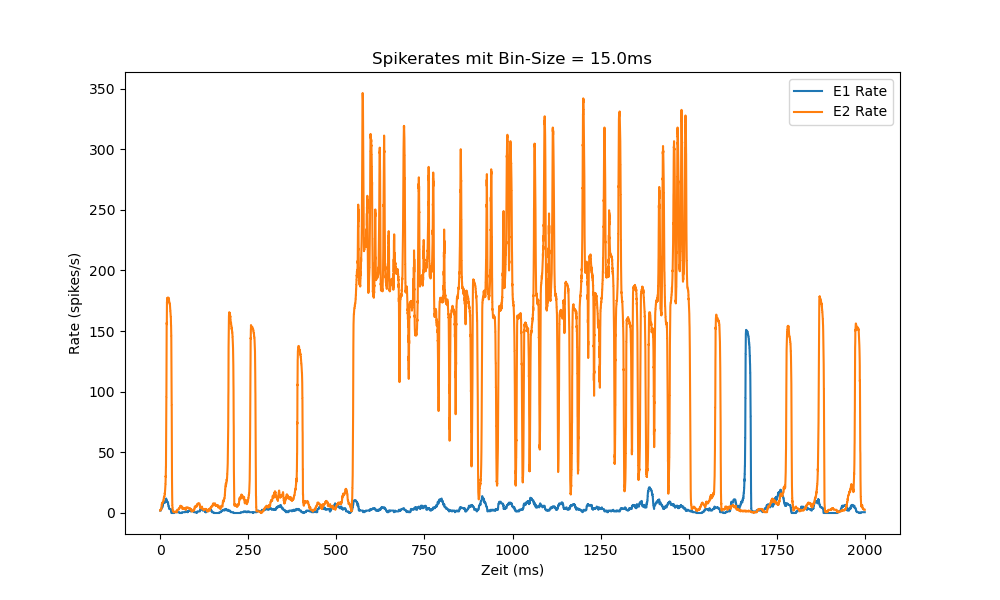 Spikerates mit Bin-Size = 15.0ms
E1 Rate
E2 Rate
350
300
250
200
150
100
50
0
Rate (spikes/s)
0 250 500 750 1000 1250 1500 1750 2000
Zeit (ms)